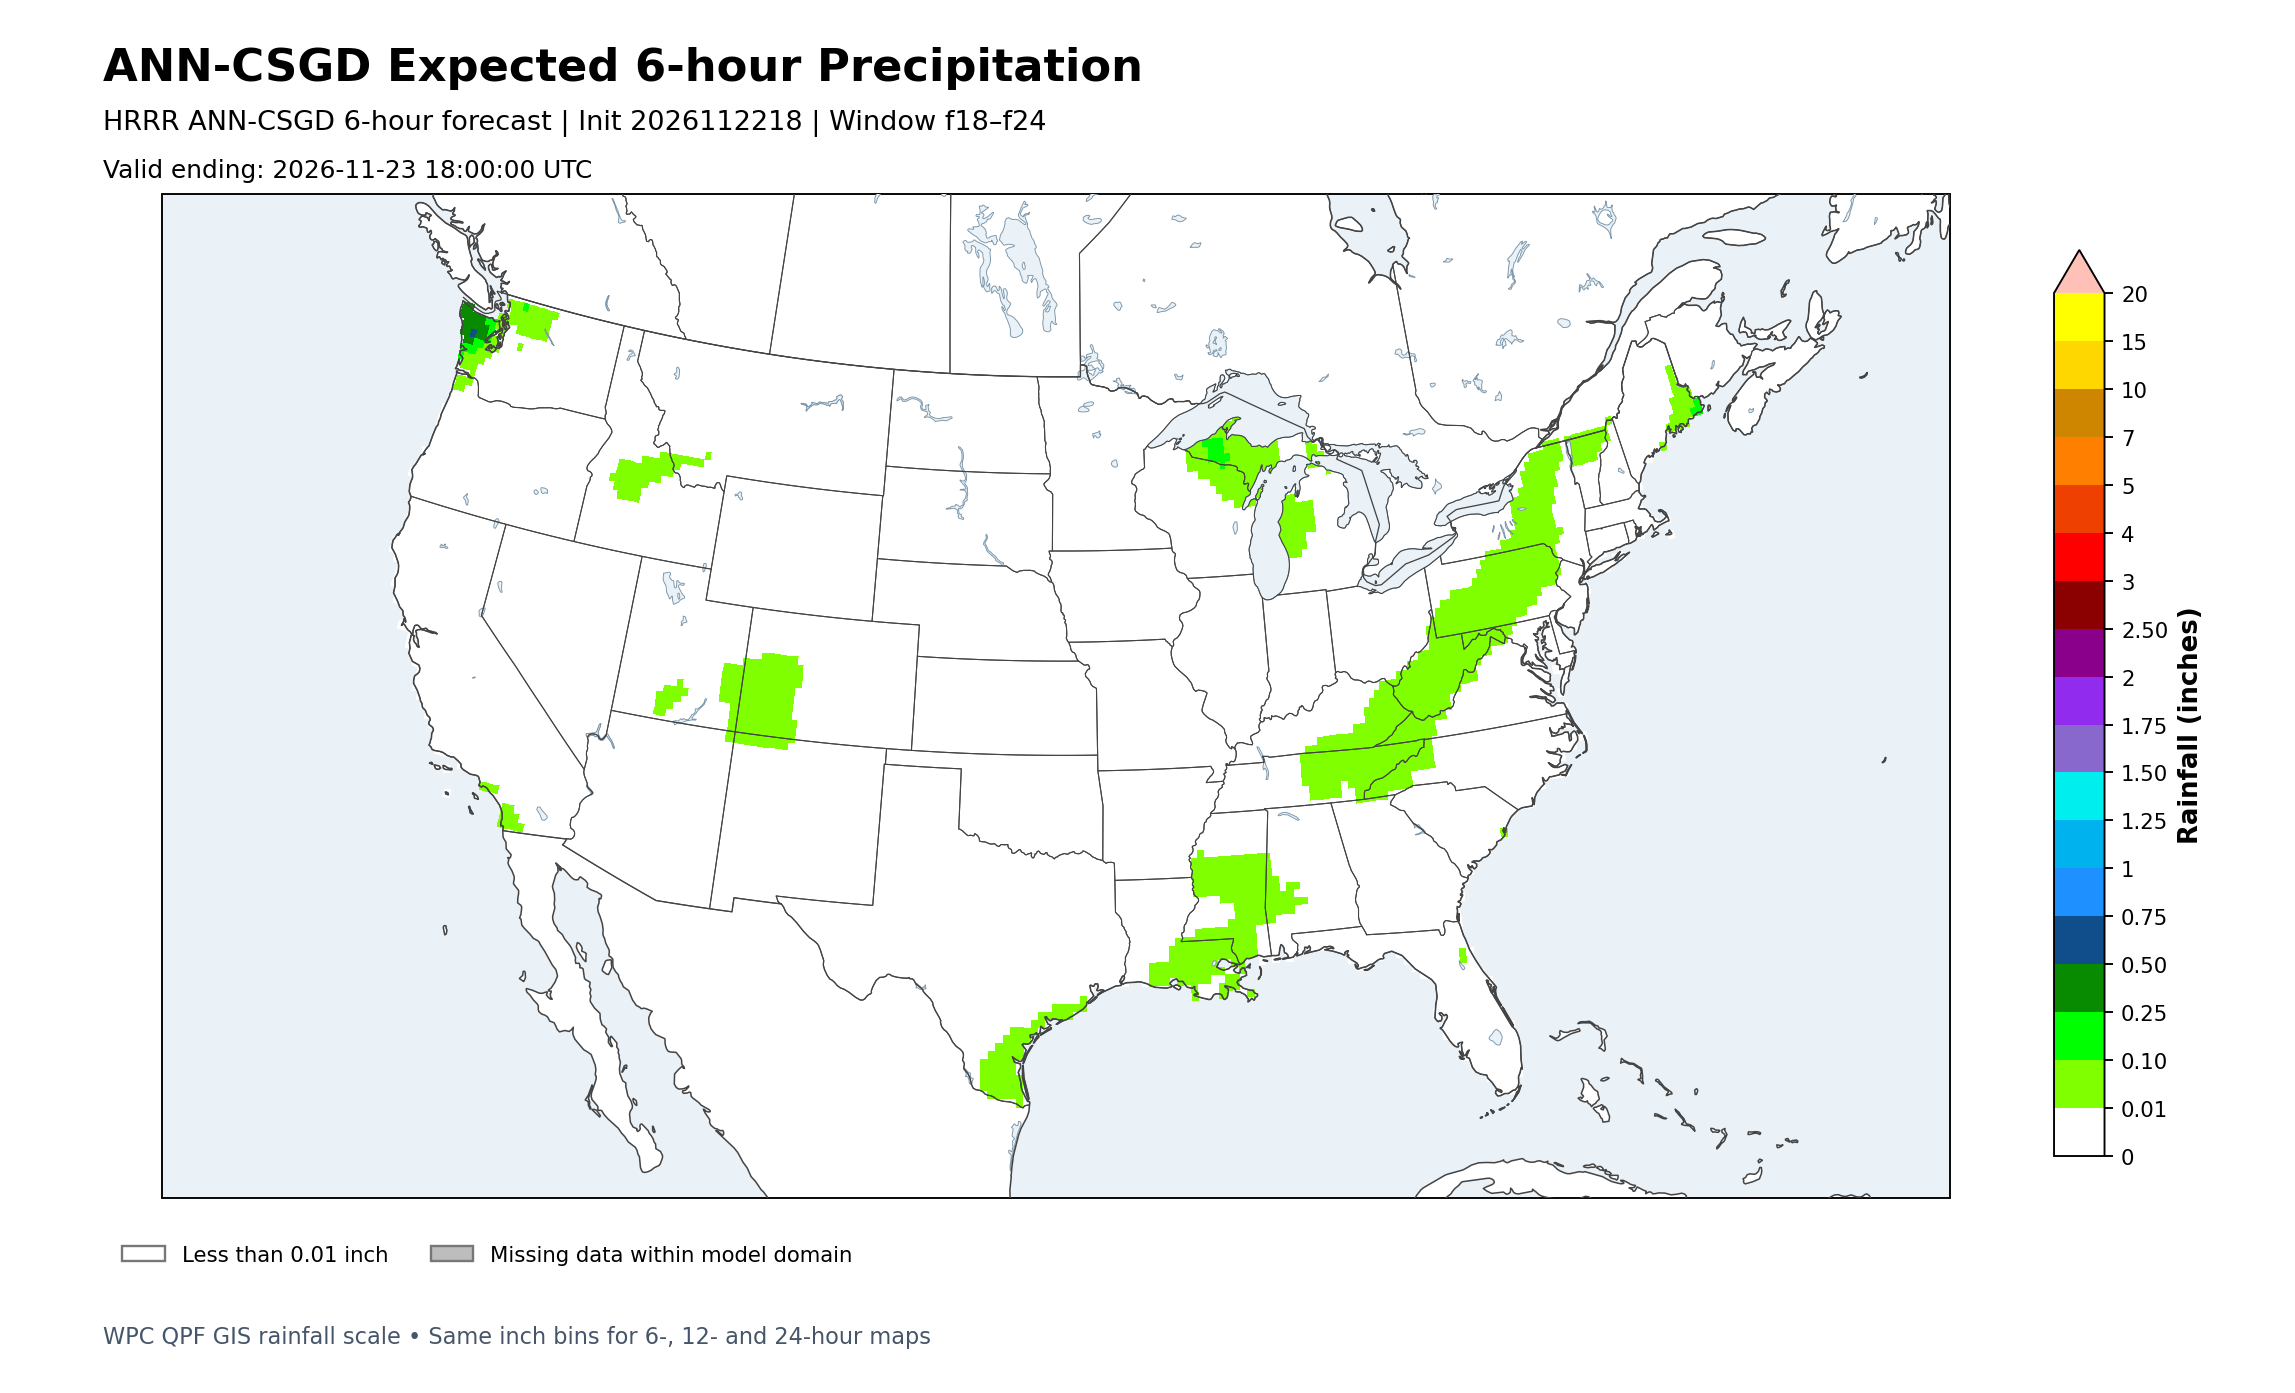 ANN-CSGD Expected 6-hour Precipitation
HRRR ANN-CSGD 6-hour forecast | Init 2026112218 | Window f18–f24
Valid ending: 2026-11-23 18:00:00 UTC
20
15
10
7
5
4
3
2.50
2
1.75
1.50
1.25
1
0.75
0.50
0.25
0.10
0.01
0
Rainfall (inches)
Less than 0.01 inch
Missing data within model domain
WPC QPF GIS rainfall scale • Same inch bins for 6-, 12- and 24-hour maps